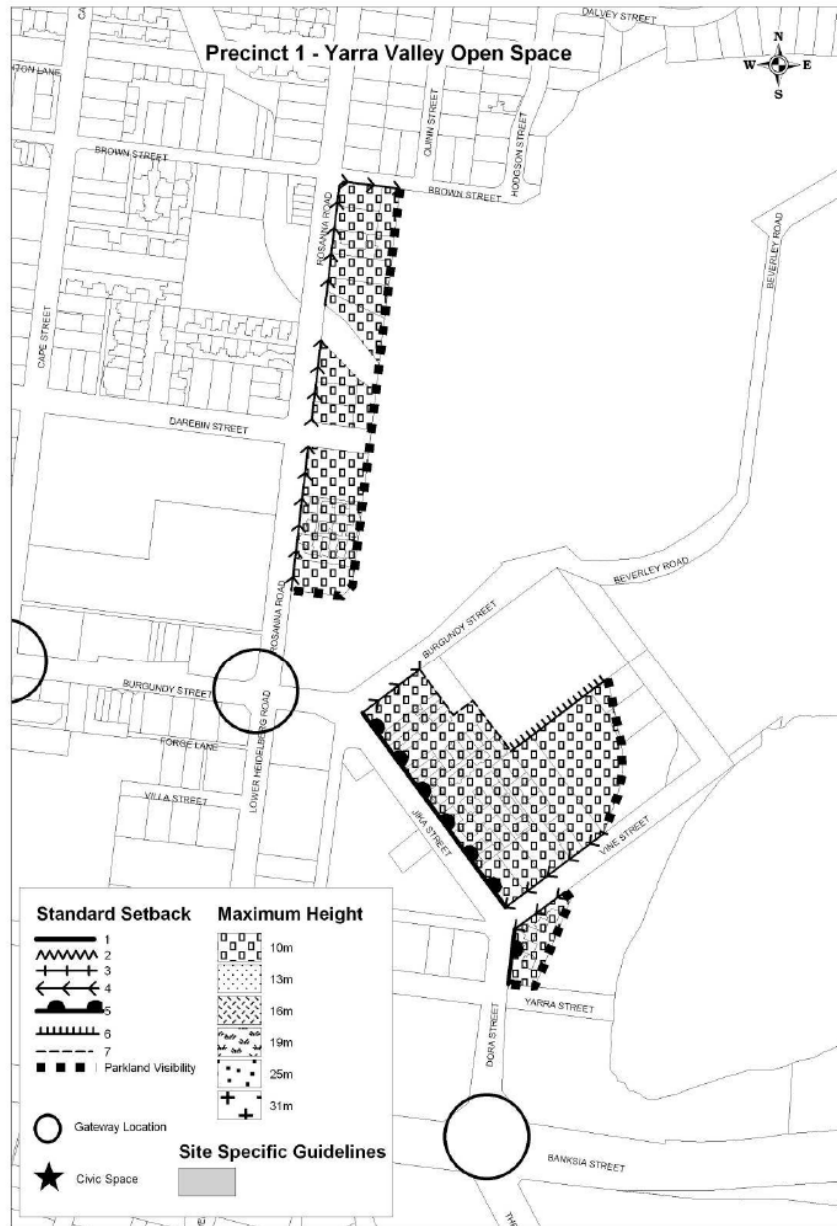 DALVEY STREET
Precinct 1 - Yarra Valley Open Space
N
W E
S
TON LANE
QUINN STREET
HODGSON STREET
BROWN STREET
BROWN STREET
ROSANNA ROAD
BEVERLEY ROAD
CAPE STREET
DAREBIN STREET
BEVERLEY ROAD
ROSANNA ROAD
BURGUNDY STREET
BURGUNDY STREET
FORGE LANE
LOWER HEIDELBERG ROAD
VILLA STREET
JIKA STREET
VINE STREET
YARRA STREET
DORA STREET
BANKSIA STREET
TH
Standard Setback
1
2
3
4
5
6
7
Parkland Visibility
Gateway Location
Civic Space
Maximum Height
10m
13m
16m
19m
25m
31m
Site Specific Guidelines